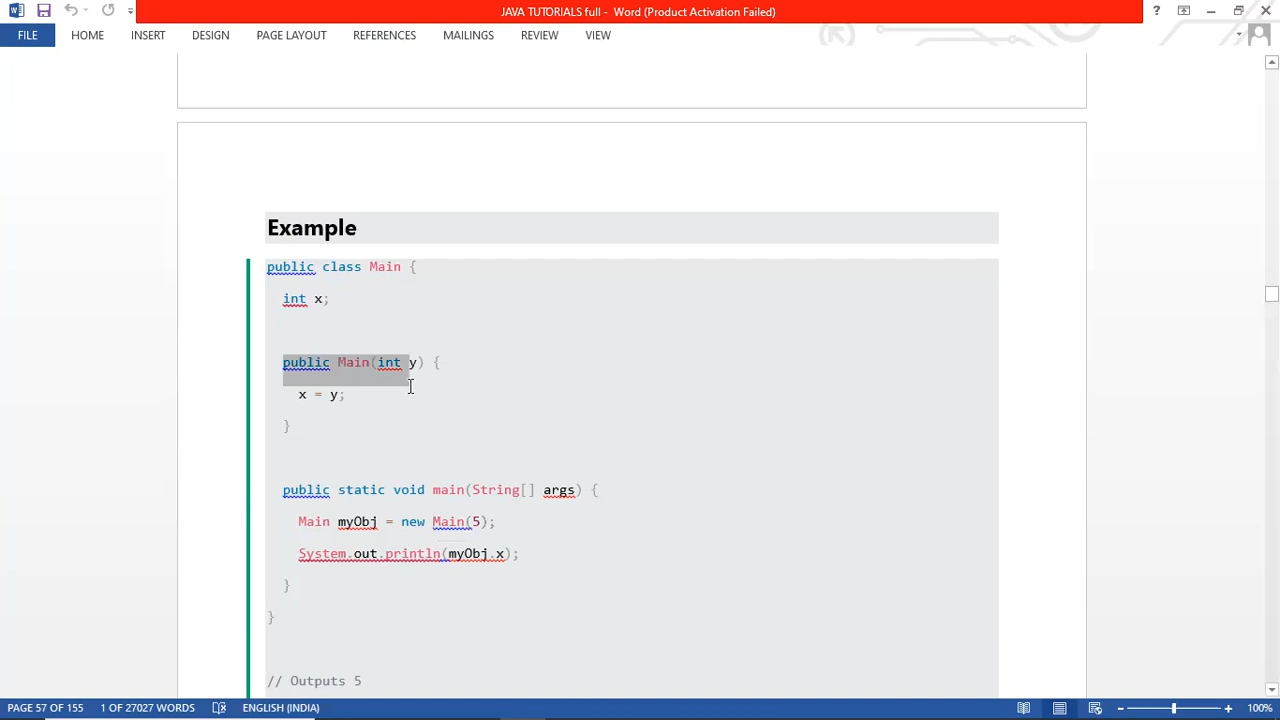 JAVA TUTORIALS full - Word (Product Activation Failed)
FILE HOME INSERT DESIGN PAGE LAYOUT REFERENCES MAILINGS REVIEW VIEW
Example
public class Main {
int x;
public Main(int y) {
x = y;
}
public static void main(String[] args) {
Main myObj = new Main(5);
System.out.println(myObj.x);
}
}
// Outputs 5
PAGE 57 OF 155 1 OF 27027 WORDS ENGLISH (INDIA) 100%